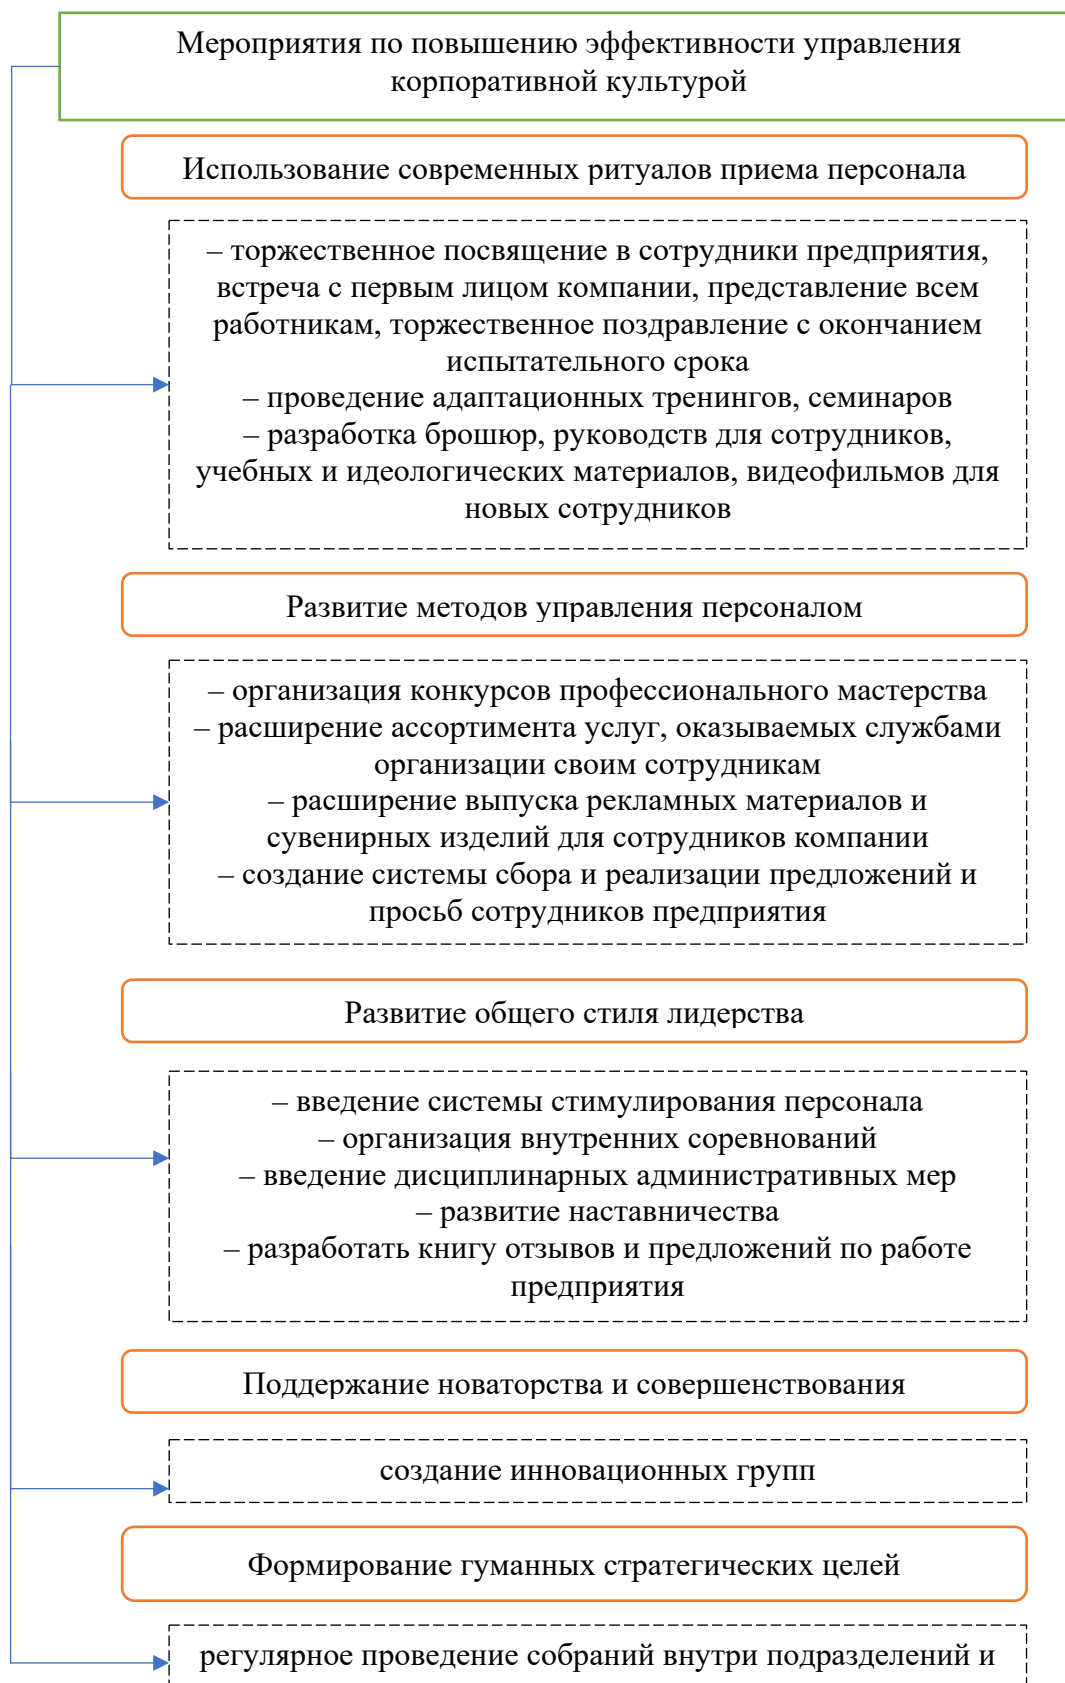 Мероприятия по повышению эффективности управления
корпоративной культурой
Использование современных ритуалов приема персонала
– торжественное посвящение в сотрудники предприятия,
встреча с первым лицом компании, представление всем
работникам, торжественное поздравление с окончанием
испытательного срока
– проведение адаптационных тренингов, семинаров
– разработка брошюр, руководств для сотрудников,
учебных и идеологических материалов, видеофильмов для
новых сотрудников
Развитие методов управления персоналом
– организация конкурсов профессионального мастерства
– расширение ассортимента услуг, оказываемых службами
организации своим сотрудникам
– расширение выпуска рекламных материалов и
сувенирных изделий для сотрудников компании
– создание системы сбора и реализации предложений и
просьб сотрудников предприятия
Развитие общего стиля лидерства
– введение системы стимулирования персонала
– организация внутренних соревнований
– введение дисциплинарных административных мер
– развитие наставничества
– разработать книгу отзывов и предложений по работе
предприятия
Поддержание новаторства и совершенствования
создание инновационных групп
Формирование гуманных стратегических целей
регулярное проведение собраний внутри подразделений и